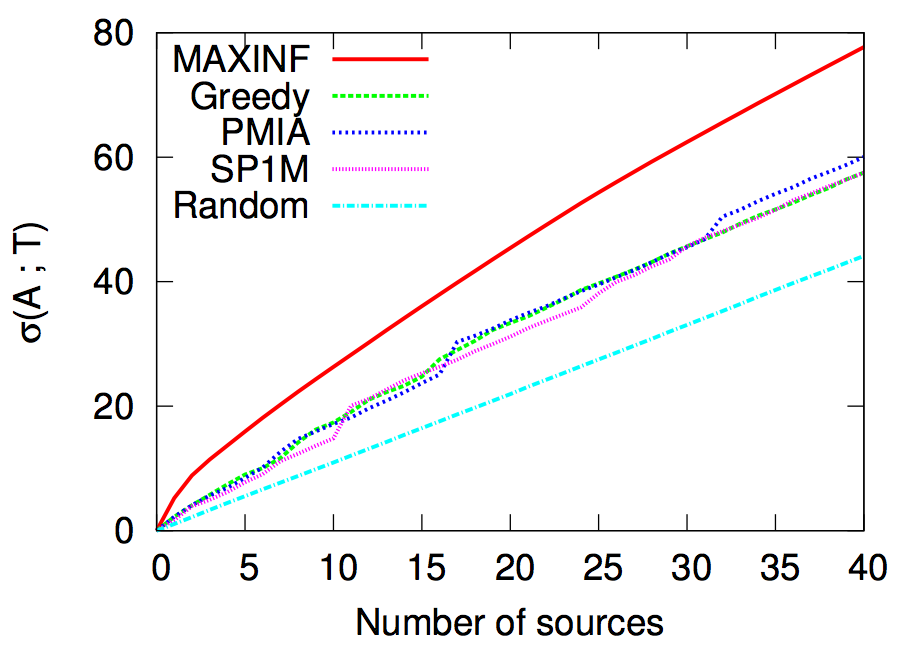 80
60
40
20
0
σ(A ; T)
MAXINF
Greedy
PMIA
SP1M
Random
0 5 10 15 20 25 30 35 40
Number of sources